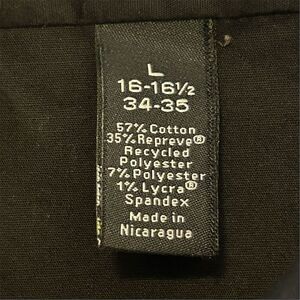 L
16-16½
34-35
57% Cotton
35% Repreve®
Recycled
Polyester
7% Polyester
1% Lycra®
Spandex
Made in
Nicaragua